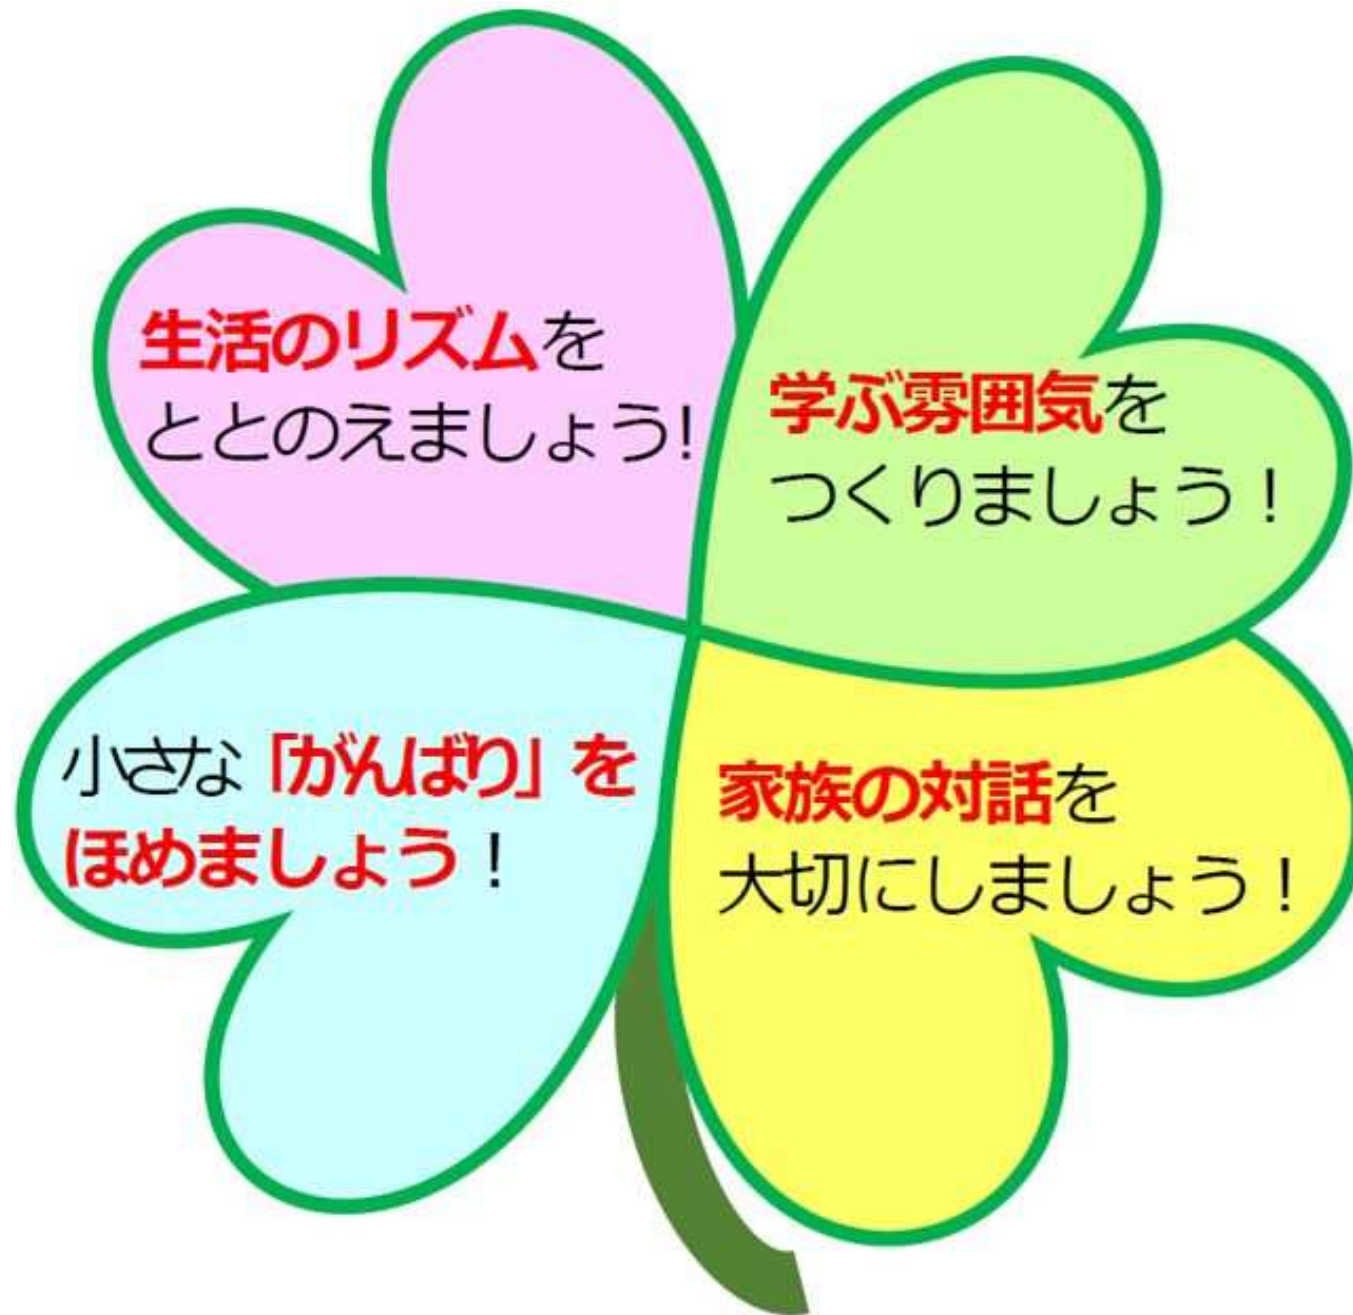 生活のリズムを
ととのえましょう!
学ぶ雰囲気を
つくりましょう！
小さな「がんばり」を
ほめましょう！
家族の対話を
大切にしましょう！